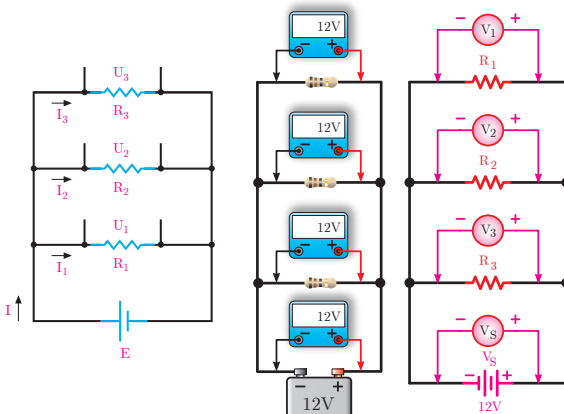 U3
I3
R3
U2
I2
R2
U1
I1
R1
I
E
12V
− +
12V
− +
12V
− +
12V
− +
− +
12V
− V1 +
R1
− V2 +
R2
− V3 +
R3
− VS +
VS
− +
12V